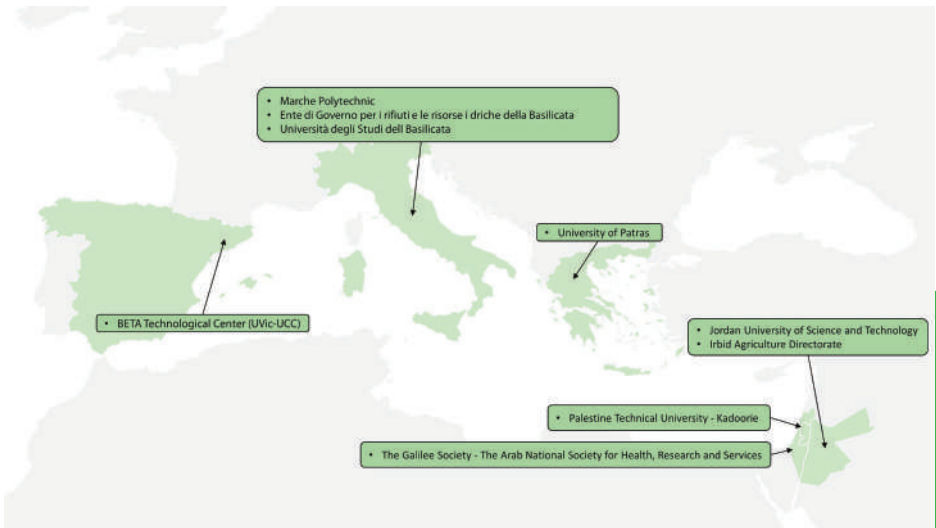 • Marche Polytechnic
• Ente di Governo per i rifiuti e le risorse i driche della Basilicata
• Università degli Studi dell Basilicata
• University of Patras
• BETA Technological Center (UVic-UCC)
• Jordan University of Science and Technology
• Irbid Agriculture Directorate
• Palestine Technical University - Kadoorie
• The Galilee Society - The Arab National Society for Health, Research and Services